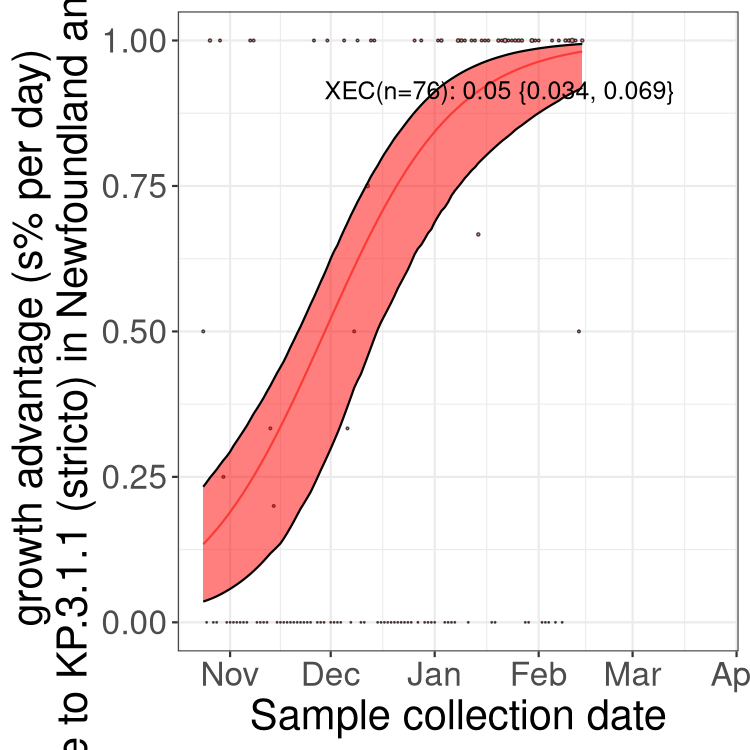 growth advantage (s% per day)
to KP.3.1.1 (stricto) in Newfoundland
1.00
0.75
0.50
0.25
0.00
XEC(n=76): 0.05 {0.034, 0.069}
Nov Dec Jan Feb Mar Ap
Sample collection date